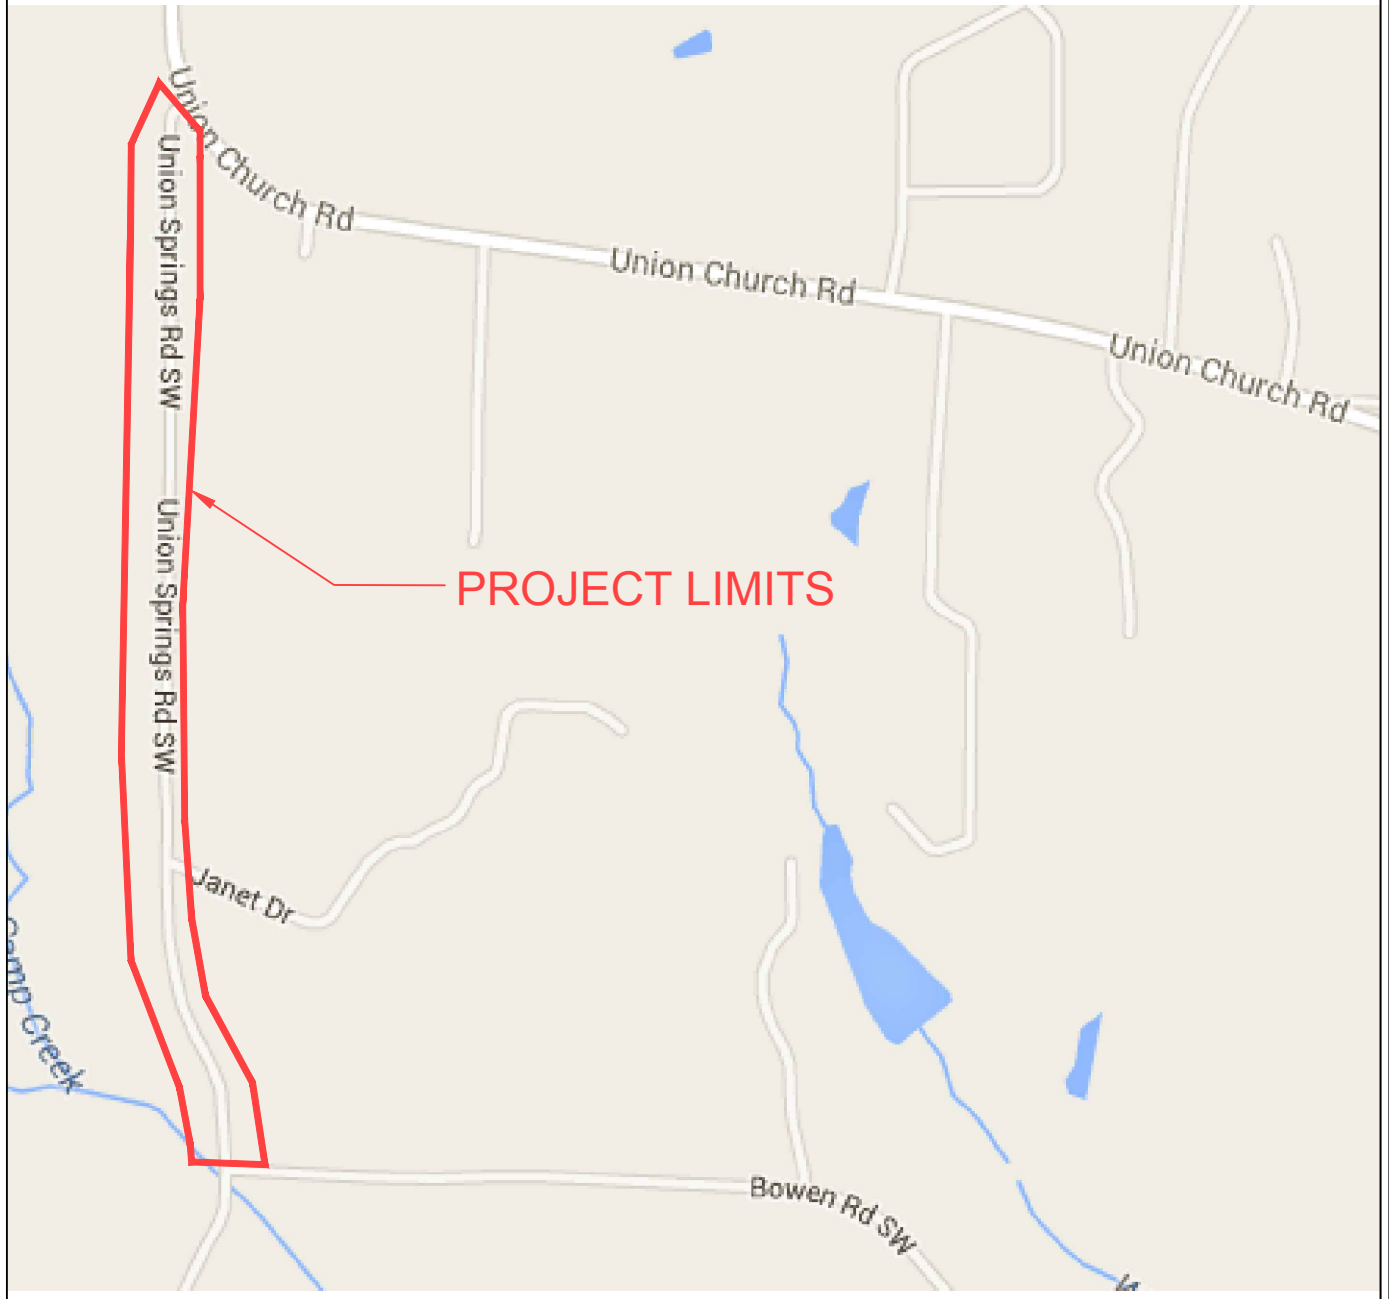 Union Church Rd
Union Springs Rd SW
Union Church Rd
Union Church Rd
Union Springs Rd SW
PROJECT LIMITS
Janet Dr
Camp Creek
Bowen Rd SW